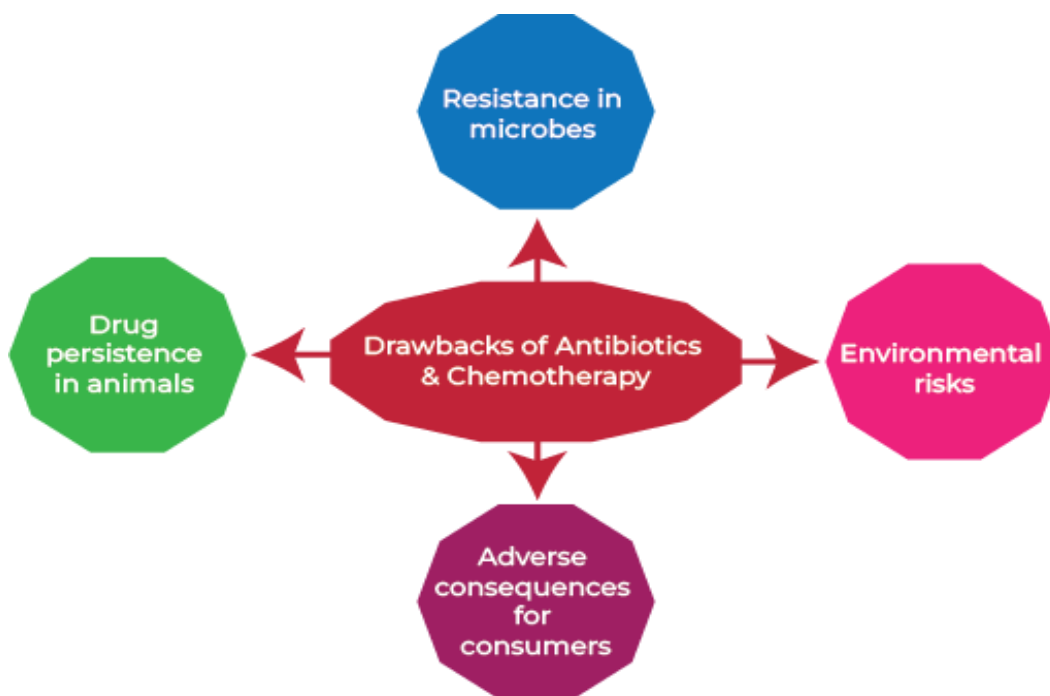 Resistance in
microbes
Drug
persistence
in animals
Drawbacks of Antibiotics
& Chemotherapy
Environmental
risks
Adverse
consequences
for
consumers